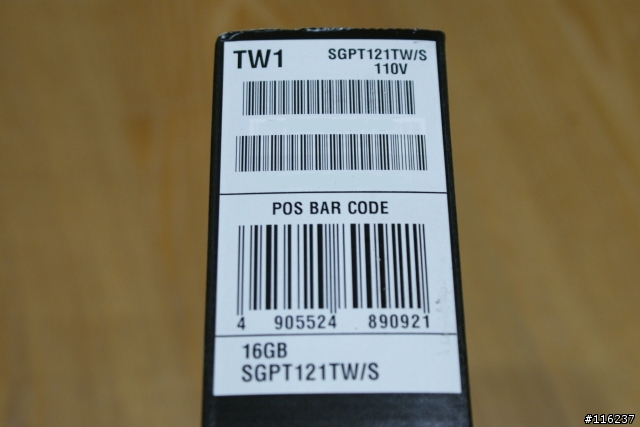 TW1 SGPT121TW/S
110V
POS BAR CODE
4 905524 890921
16GB
SGPT121TW/S
#116237